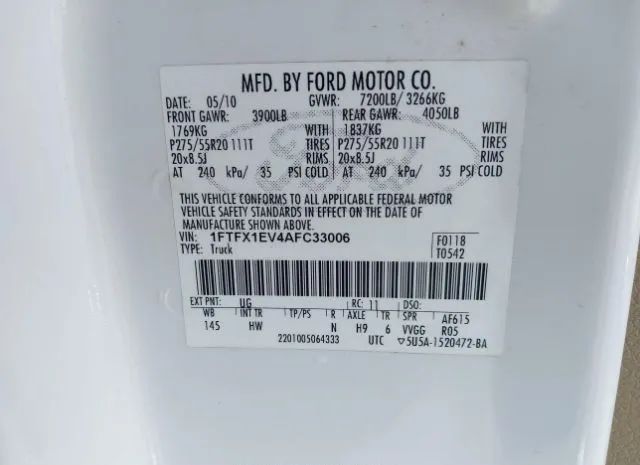 MFD. BY FORD MOTOR CO.
DATE: 05/10 GVWR: 7200LB/ 3266KG
FRONT GAWR: 3900LB REAR GAWR: 4050LB
1769KG WITH 1837KG WITH
P275/55R20 111T TIRES P275/55R20 111T TIRES
20x8.5J RIMS 20x8.5J RIMS
AT 240 kPa/ 35 PSI COLD AT 240 kPa/ 35 PSI COLD
THIS VEHICLE CONFORMS TO ALL APPLICABLE FEDERAL MOTOR
VEHICLE SAFETY STANDARDS IN EFFECT ON THE DATE OF
MANUFACTURE SHOWN ABOVE.
VIN: 1FTFX1EV4AFC33006 F0118
TYPE: Truck T0542
EXT PNT: UG RC: 11 DSO:
WB INT TR TP/PS R AXLE TR SPR AF615
145 HW N H9 6 VVGG R05
2201005064333 UTC 5U5A-1520472-BA